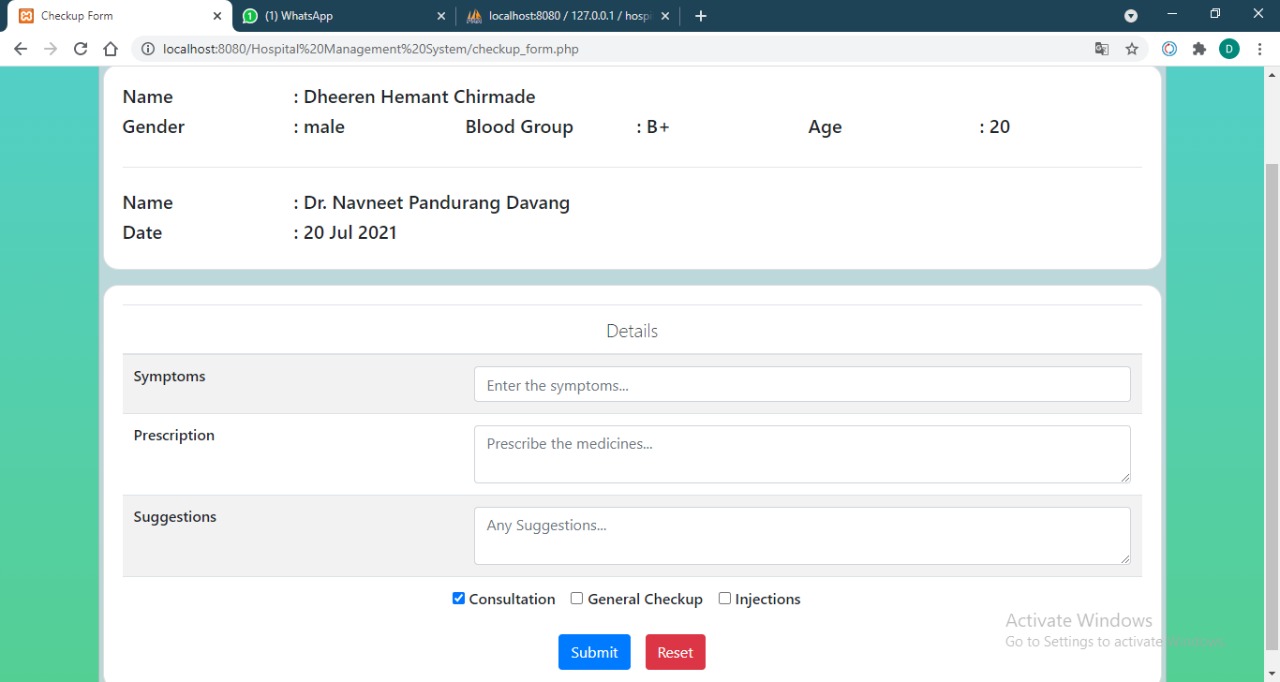 Checkup Form
(1) WhatsApp
localhost:8080 / 127.0.0.1 / hospi
localhost:8080/Hospital%20Management%20System/checkup_form.php
D
Name : Dheeren Hemant Chirmade
Gender : male Blood Group : B+ Age : 20
Name : Dr. Navneet Pandurang Davang
Date : 20 Jul 2021
Details
Symptoms Enter the symptoms...
Prescription Prescribe the medicines...
Suggestions Any Suggestions...
Consultation General Checkup Injections
Activate Windows
Go to Settings to activate
Submit Reset